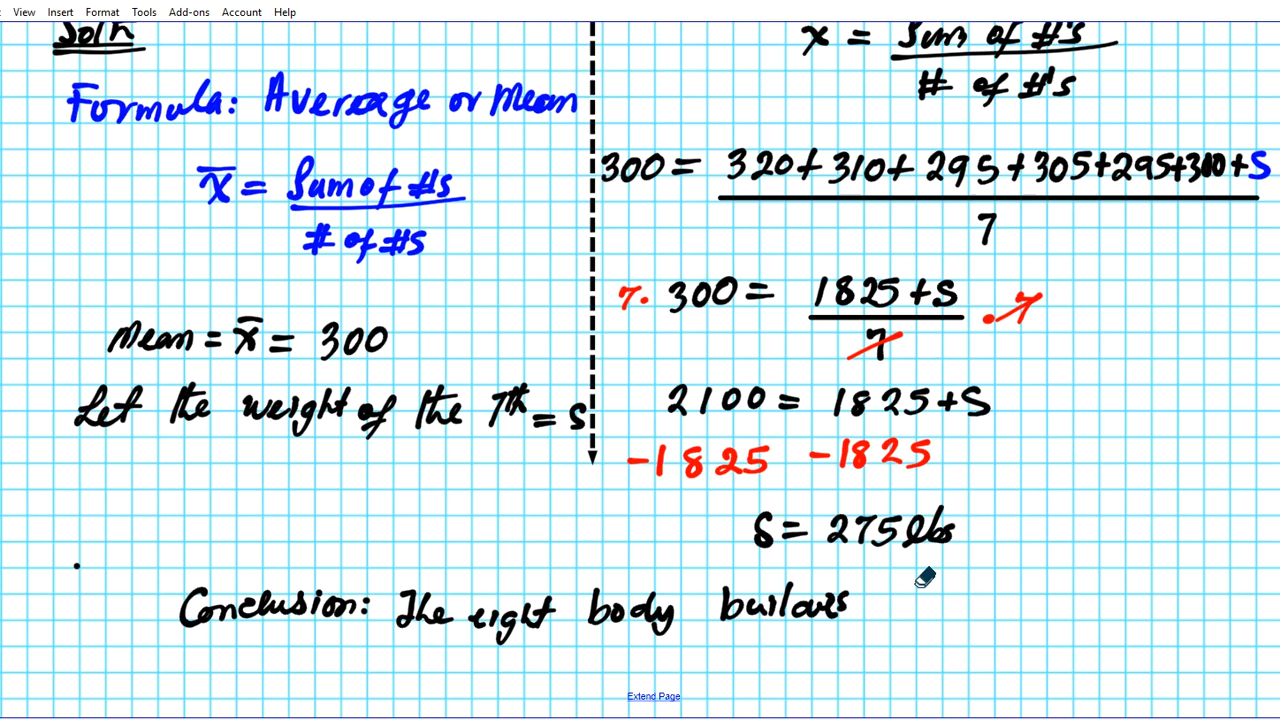 View Insert Format Tools Add-ons Account Help
Soln
Formula: Average or Mean
x̄ = Sum of #s
# of #s
Mean = x̄ = 300
Let the weight of the 7th = S
x = Sum of #'s
# of #'s
300 = 320+310+295+305+295+300+S
7
7. 300 = 1825+S . 7
7
2100 = 1825+S
-1825 -1825
S = 275 lbs
Conclusion: The eight body
Extend Page